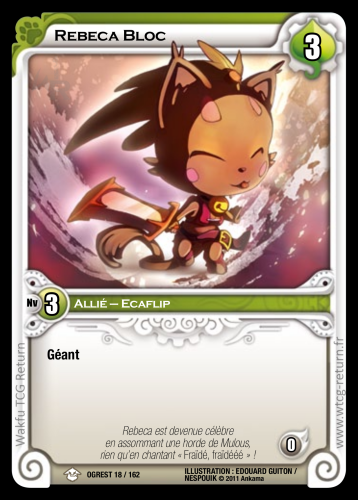 Rebeca Bloc
3
Nv 3 Allié – Ecaflip
Géant
Wakfu TCG Return
www.wtcg-return.fr
Rebeca est devenue célèbre
en assommant une horde de Mulous,
rien qu'en chantant « Fraïdé, fraïdééé » !
0
OGREST 18 / 162
ILLUSTRATION : EDOUARD GUITON /
NESPOUIK © 2011 Ankama